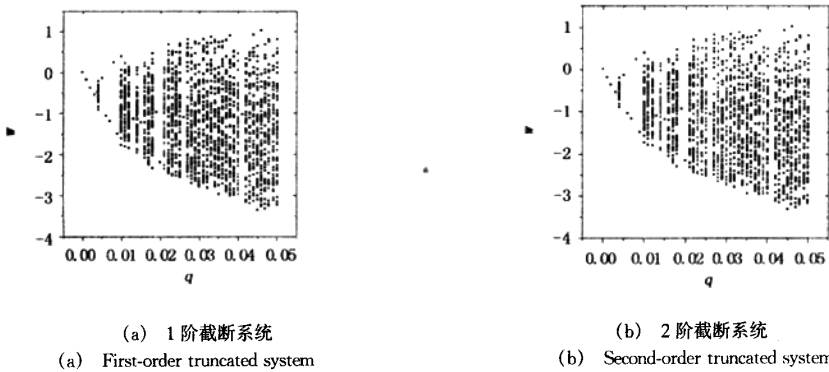 1
0
-1
-2
-3
-4
0.00 0.01 0.02 0.03 0.04 0.05
q
(a) 1 阶截断系统
(a) First-order truncated system
1
0
-1
-2
-3
-4
0.00 0.01 0.02 0.03 0.04 0.05
q
(b) 2 阶截断系统
(b) Second-order truncated system